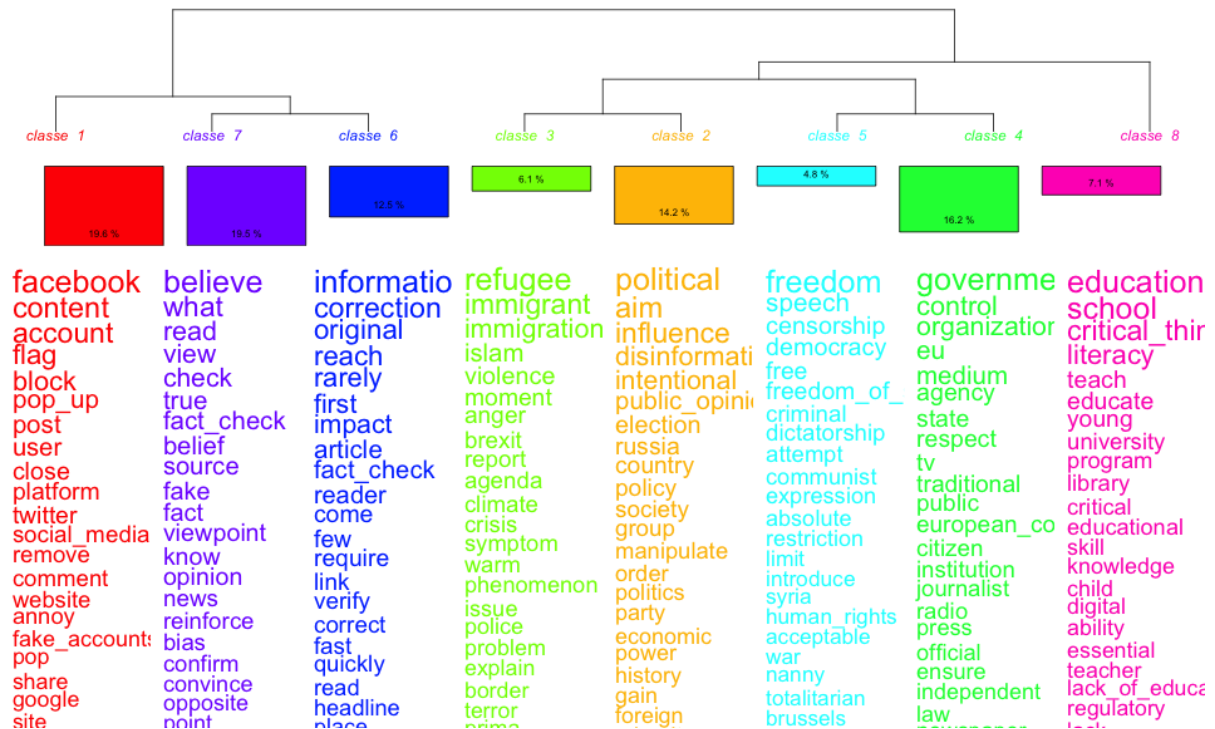 classe 1
classe 7
classe 6
classe 3
classe 2
classe 5
classe 4
classe 8
19.6 %
19.5 %
12.5 %
6.1 %
14.2 %
4.8 %
16.2 %
7.1 %
facebook
content
account
flag
block
pop_up
post
user
close
platform
twitter
social_media
remove
comment
website
annoy
fake_accounts
pop
share
google
site
believe
what
read
view
check
true
fact_check
belief
source
fake
fact
viewpoint
know
opinion
news
reinforce
bias
confirm
convince
opposite
point
informatio
correction
original
reach
rarely
first
impact
article
fact_check
reader
come
few
require
link
verify
correct
fast
quickly
read
headline
place
refugee
immigrant
immigration
islam
violence
moment
anger
brexit
report
agenda
climate
crisis
symptom
warm
phenomenon
issue
police
problem
explain
border
terror
prima
political
aim
influence
disinformati
intentional
public_opini
election
russia
country
policy
society
group
manipulate
order
politics
party
economic
power
history
gain
foreign
freedom
speech
censorship
democracy
free
freedom_of_
criminal
dictatorship
attempt
communist
expression
absolute
restriction
limit
introduce
syria
human_rights
acceptable
war
nanny
totalitarian
brussels
governme
control
organization
eu
medium
agency
state
respect
tv
traditional
public
european_co
citizen
institution
journalist
radio
press
official
ensure
independent
law
newspaper
education
school
critical_thir
literacy
teach
educate
young
university
program
library
critical
educational
skill
knowledge
child
digital
ability
essential
teacher
lack_of_educa
regulatory
lack